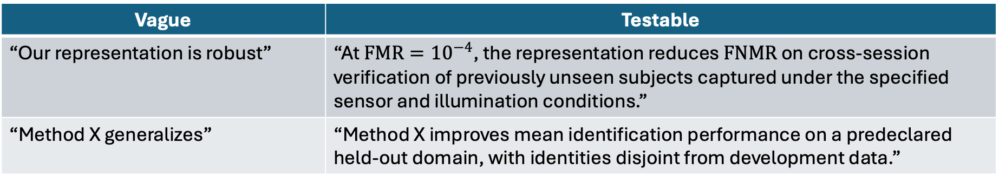 Vague
Testable
“Our representation is robust”
“At FMR = 10⁻⁴, the representation reduces FNMR on cross-session
verification of previously unseen subjects captured under the specified
sensor and illumination conditions.”
“Method X generalizes”
“Method X improves mean identification performance on a predeclared
held-out domain, with identities disjoint from development data.”